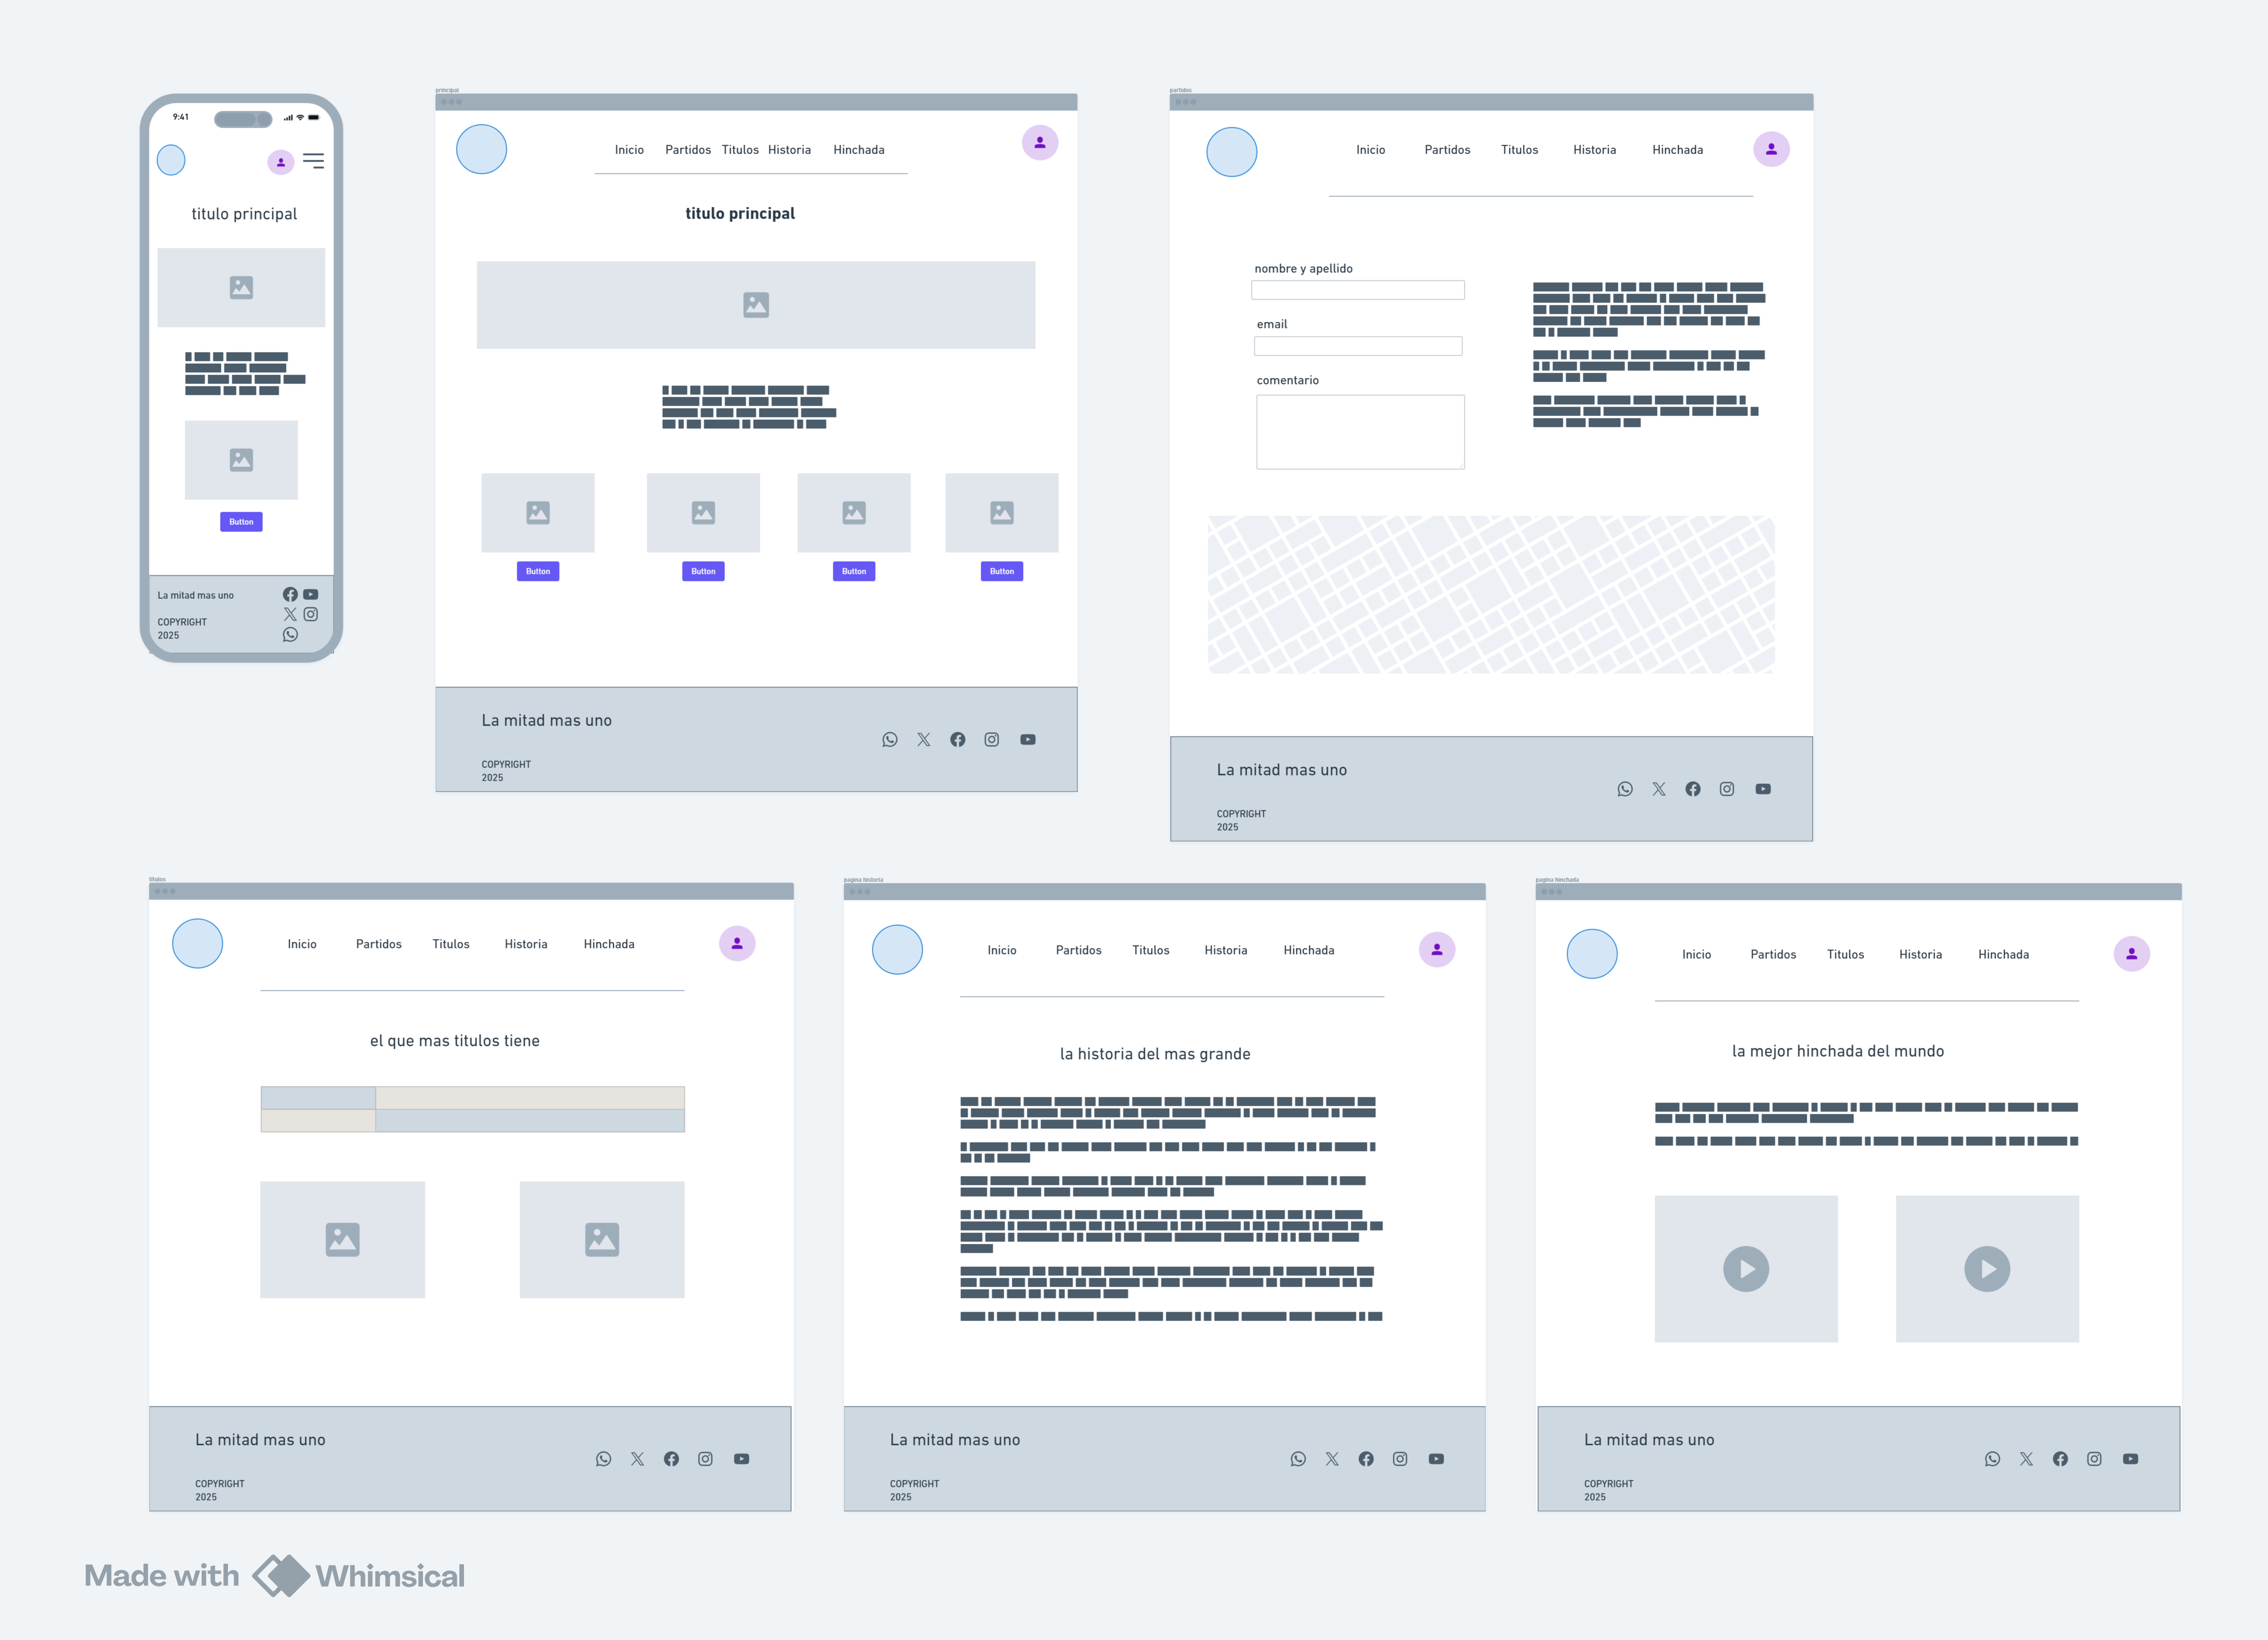 9:41
titulo principal
Button
La mitad mas uno
COPYRIGHT
2025
principal
Inicio Partidos Titulos Historia Hinchada
titulo principal
Button Button Button Button
La mitad mas uno
COPYRIGHT
2025
partidos
Inicio Partidos Titulos Historia Hinchada
nombre y apellido
email
comentario
La mitad mas uno
COPYRIGHT
2025
titulos
Inicio Partidos Titulos Historia Hinchada
el que mas titulos tiene
La mitad mas uno
COPYRIGHT
2025
pagina historia
Inicio Partidos Titulos Historia Hinchada
la historia del mas grande
La mitad mas uno
COPYRIGHT
2025
pagina hinchada
Inicio Partidos Titulos Historia Hinchada
la mejor hinchada del mundo
La mitad mas uno
COPYRIGHT
2025
Made with Whimsical